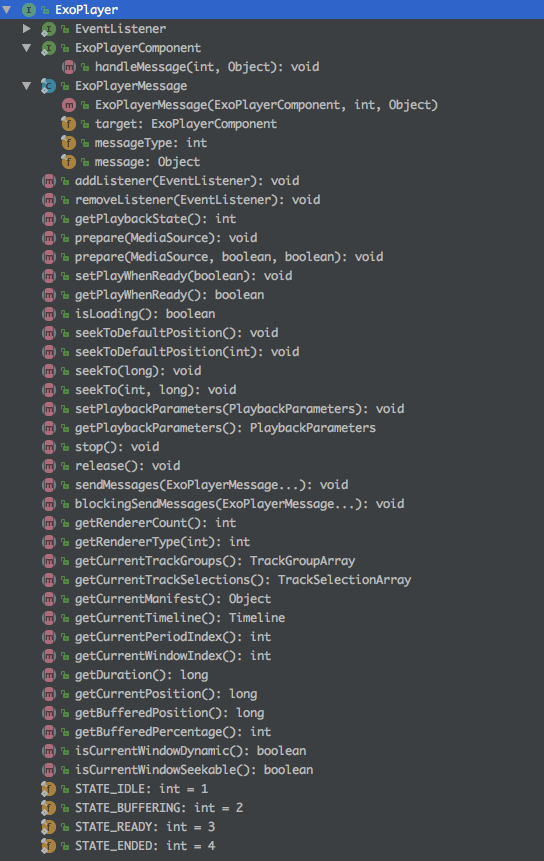 ExoPlayer
EventListener
ExoPlayerComponent
handleMessage(int, Object): void
ExoPlayerMessage
ExoPlayerMessage(ExoPlayerComponent, int, Object)
target: ExoPlayerComponent
messageType: int
message: Object
addListener(EventListener): void
removeListener(EventListener): void
getPlaybackState(): int
prepare(MediaSource): void
prepare(MediaSource, boolean, boolean): void
setPlayWhenReady(boolean): void
getPlayWhenReady(): boolean
isLoading(): boolean
seekToDefaultPosition(): void
seekToDefaultPosition(int): void
seekTo(long): void
seekTo(int, long): void
setPlaybackParameters(PlaybackParameters): void
getPlaybackParameters(): PlaybackParameters
stop(): void
release(): void
sendMessages(ExoPlayerMessage...): void
blockingSendMessages(ExoPlayerMessage...): void
getRendererCount(): int
getRendererType(int): int
getCurrentTrackGroups(): TrackGroupArray
getCurrentTrackSelections(): TrackSelectionArray
getCurrentManifest(): Object
getCurrentTimeline(): Timeline
getCurrentPeriodIndex(): int
getCurrentWindowIndex(): int
getDuration(): long
getCurrentPosition(): long
getBufferedPosition(): long
getBufferedPercentage(): int
isCurrentWindowDynamic(): boolean
isCurrentWindowSeekable(): boolean
STATE_IDLE: int = 1
STATE_BUFFERING: int = 2
STATE_READY: int = 3
STATE_ENDED: int = 4